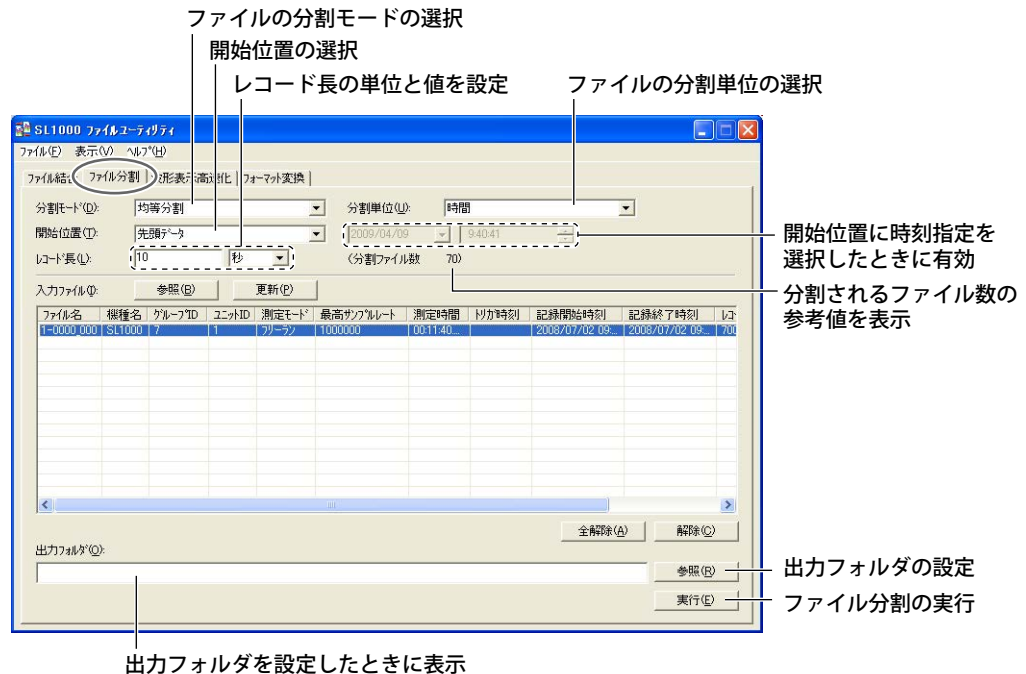 ファイルの分割モードの選択
開始位置の選択
レコード長の単位と値を設定
ファイルの分割単位の選択
SL1000 ファイルユーティリティ
ファイル(F) 表示(V) ヘルプ(H)
ファイル結合 ファイル分割 波形表示高速化 フォーマット変換
分割モード(D): 均等分割 分割単位(U): 時間
開始位置(T): 先頭データ 2009/04/09 9:40:41
レコード長(L): 10 秒 (分割ファイル数 70)
開始位置に時刻指定を
選択したときに有効
分割されるファイル数の
参考値を表示
入力ファイル(I): 参照(B) 更新(P)
ファイル名 機種名 グループID ユニットID 測定モード 最高サンプルレート 測定時間 トリガ時刻 記録開始時刻 記録終了時刻 レコー
1-0000_000 SL1000 7 1 フリーラン 1000000 00:11:40... 2008/07/02 09:... 2008/07/02 09:... 700
全解除(A) 解除(C)
出力フォルダ(O):
参照(R) 出力フォルダの設定
実行(E) ファイル分割の実行
出力フォルダを設定したときに表示